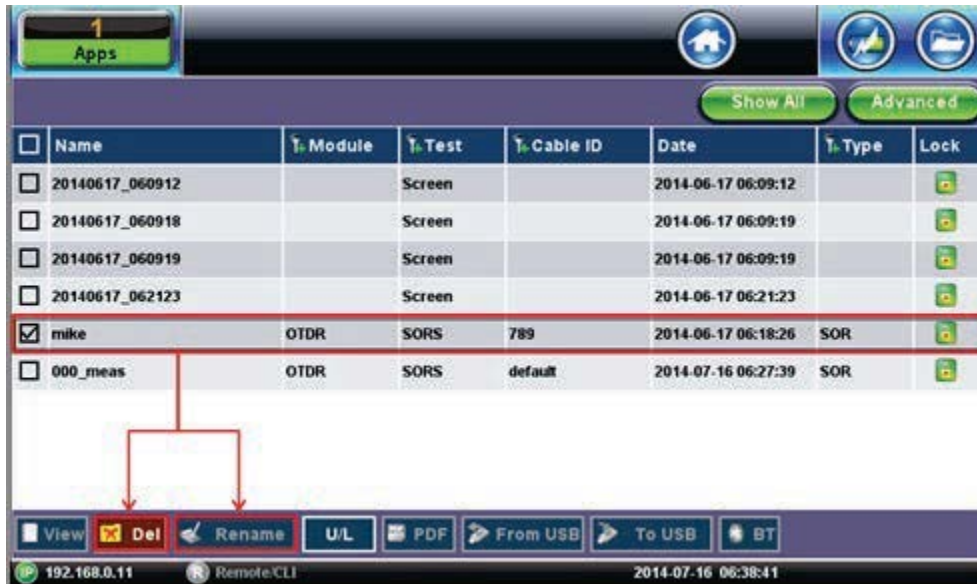 1
Apps
Show All Advanced
Name Module Test Cable ID Date Type Lock
20140617_060912 Screen 2014-06-17 06:09:12
20140617_060918 Screen 2014-06-17 06:09:19
20140617_060919 Screen 2014-06-17 06:09:19
20140617_062123 Screen 2014-06-17 06:21:23
mike OTDR SORS 789 2014-06-17 06:18:26 SOR
000_meas OTDR SORS default 2014-07-16 06:27:39 SOR
View Del Rename U/L PDF From USB To USB BT
IP 192.168.0.11 R Remote/CLI 2014-07-16 06:38:41